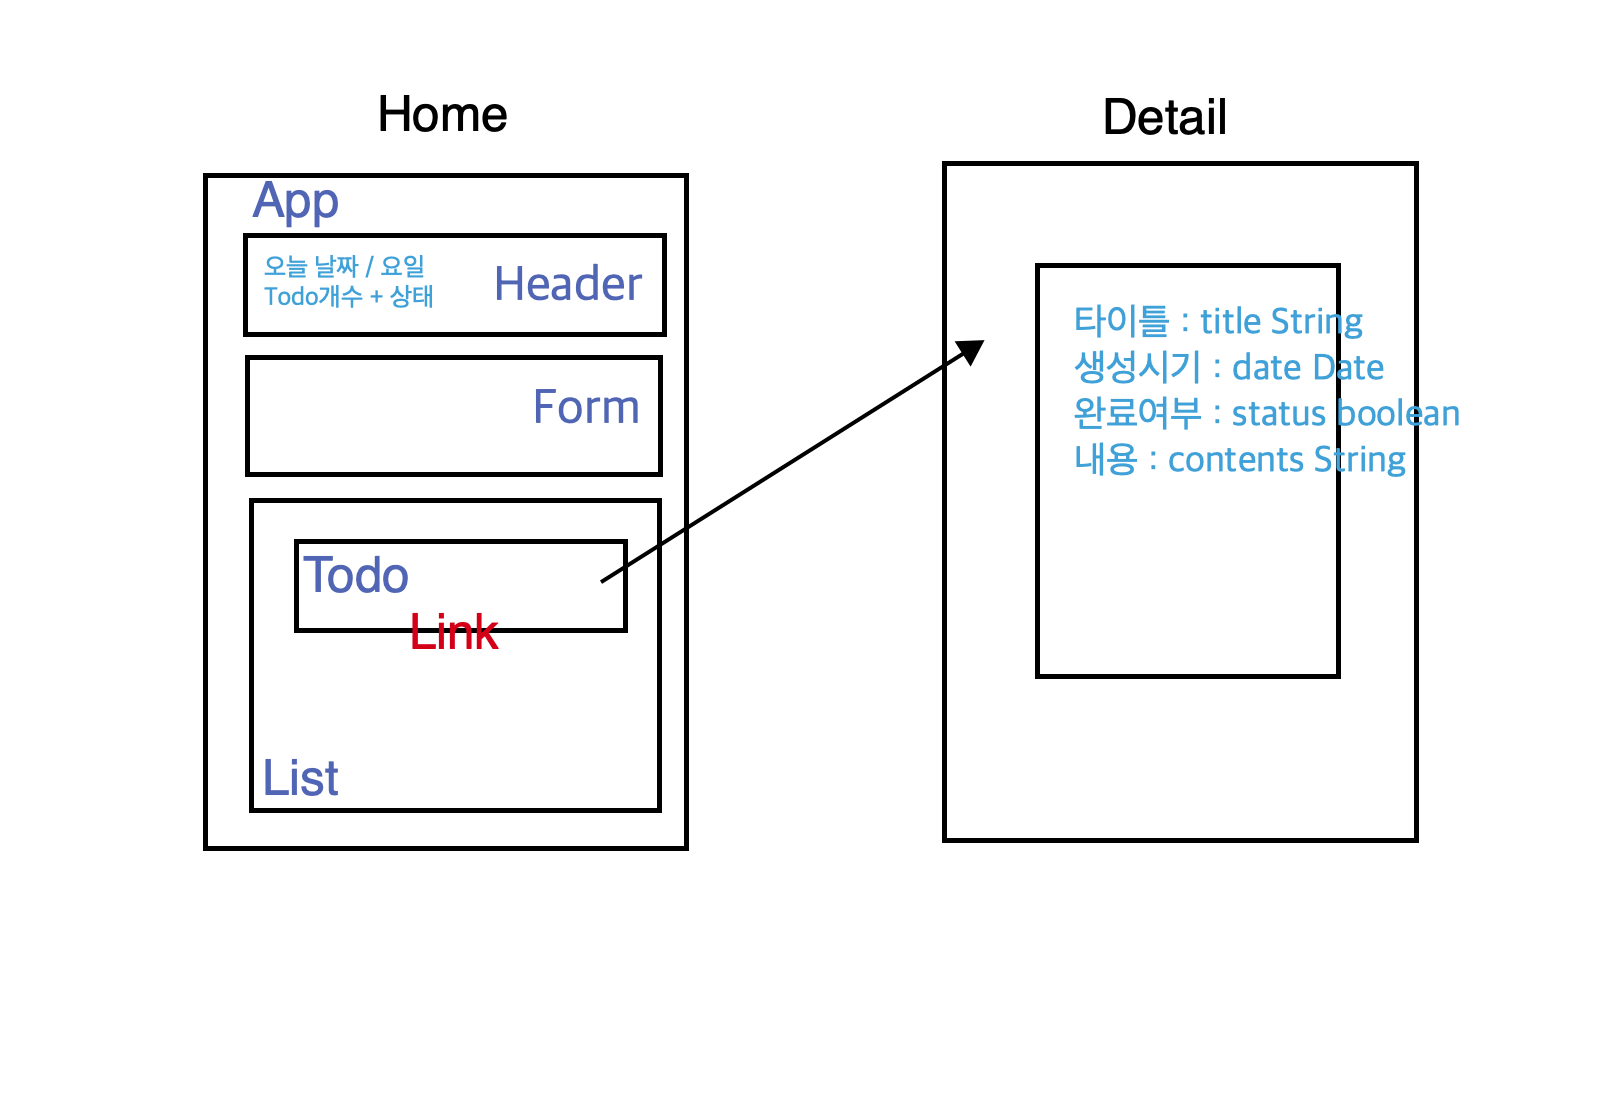 Home
App
오늘 날짜 / 요일
Todo개수 + 상태
Header
Form
Todo
Link
List
Detail
타이틀 : title String
생성시기 : date Date
완료여부 : status boolean
내용 : contents String